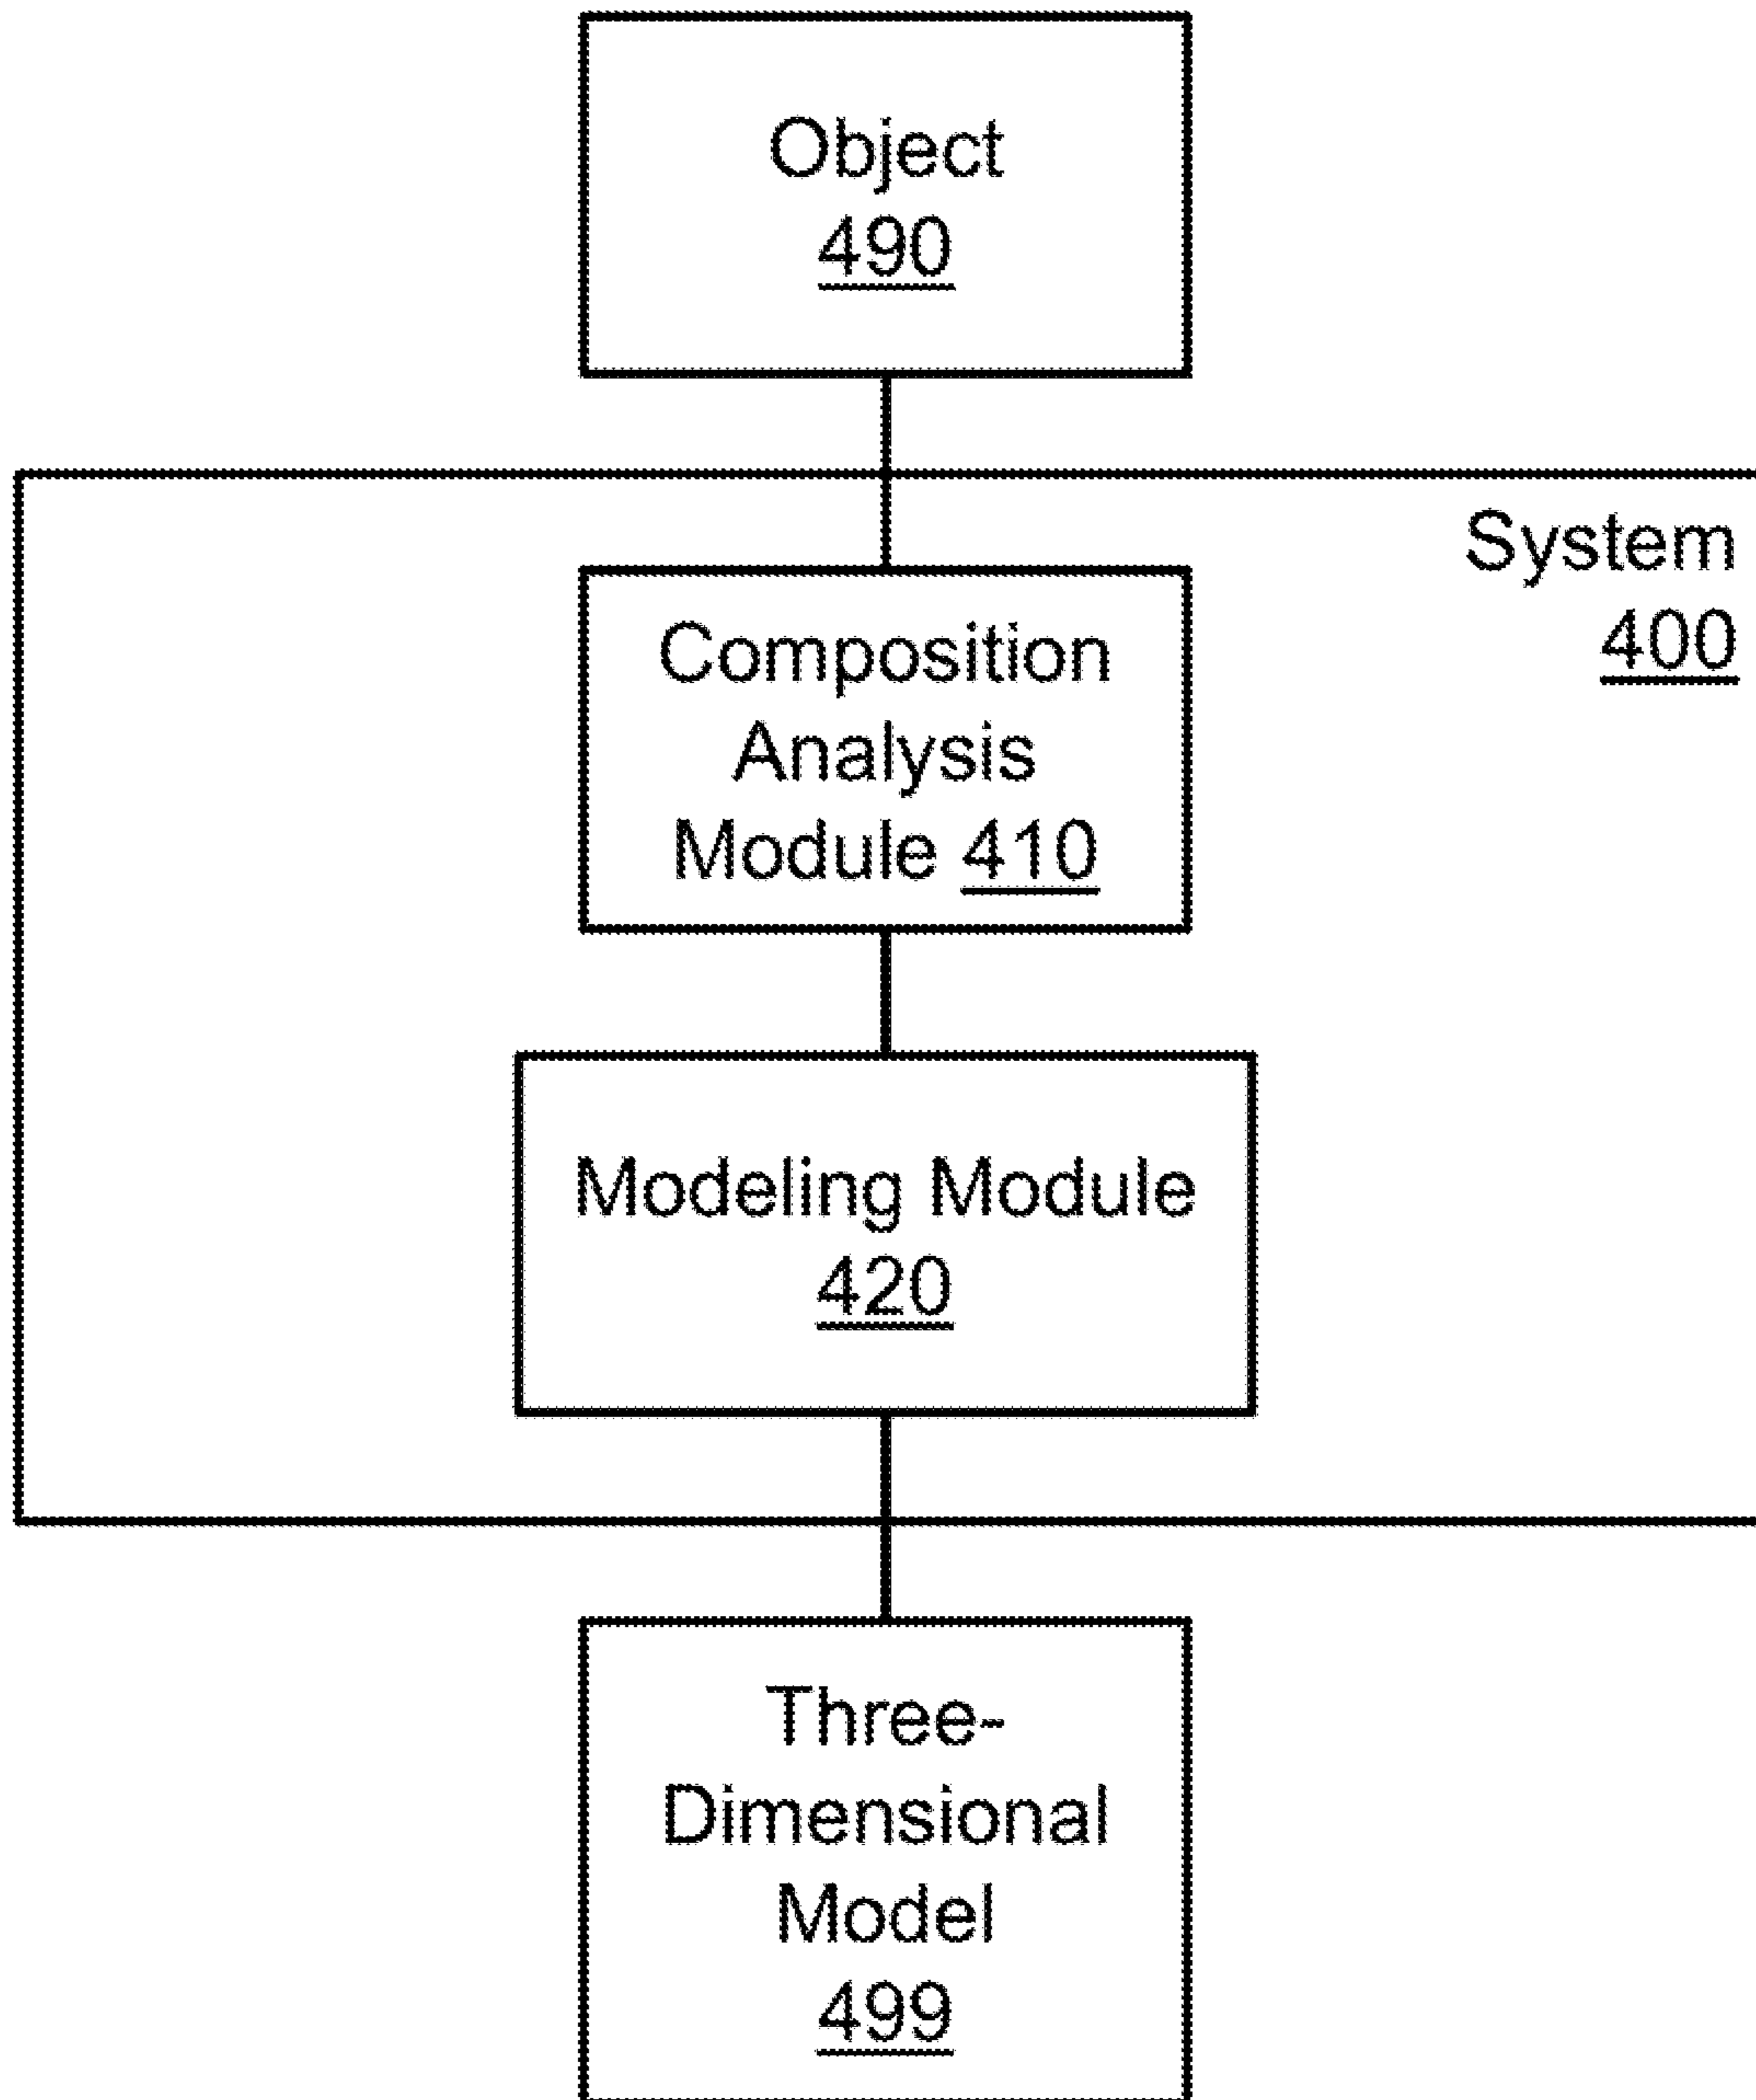 Object
490
System
400
Composition
Analysis
Module 410
Modeling Module
420
Three-
Dimensional
Model
499